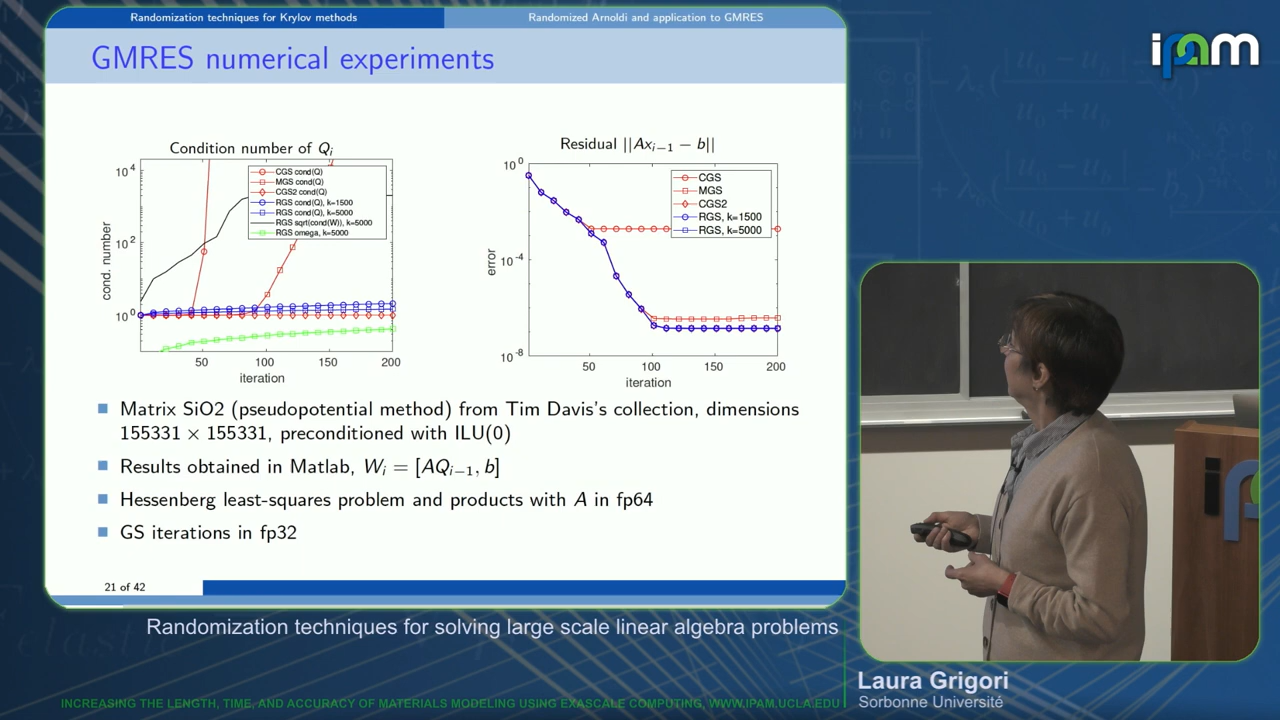 Randomization techniques for Krylov methods
Randomized Arnoldi and application to GMRES
GMRES numerical experiments
ipam
Condition number of Qi
10^4
10^2
10^0
cond. number
50 100 150 200
iteration
CGS cond(Q)
MGS cond(Q)
CGS2 cond(Q)
RGS cond(Q), k=1500
RGS cond(Q), k=5000
RGS sqrt(cond(W)), k=5000
RGS omega, k=5000
Residual ||Ax_{i−1} − b||
10^0
10^-4
10^-8
error
50 100 150 200
iteration
CGS
MGS
CGS2
RGS, k=1500
RGS, k=5000
Matrix SiO2 (pseudopotential method) from Tim Davis's collection, dimensions
155331 × 155331, preconditioned with ILU(0)
Results obtained in Matlab, W_i = [AQ_{i−1}, b]
Hessenberg least-squares problem and products with A in fp64
GS iterations in fp32
21 of 42
Randomization techniques for solving large scale linear algebra problems
Laura Grigori
Sorbonne Université
INCREASING THE LENGTH, TIME, AND ACCURACY OF MATERIALS MODELING USING EXASCALE COMPUTING, WWW.IPAM.UCLA.EDU